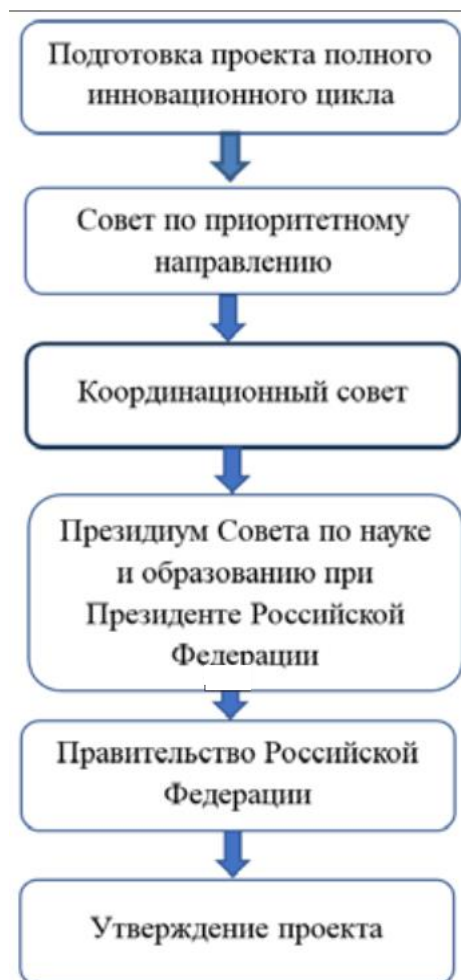 Подготовка проекта полного
инновационного цикла
Совет по приоритетному
направлению
Координационный совет
Президиум Совета по науке
и образованию при
Президенте Российской
Федерации
Правительство Российской
Федерации
Утверждение проекта